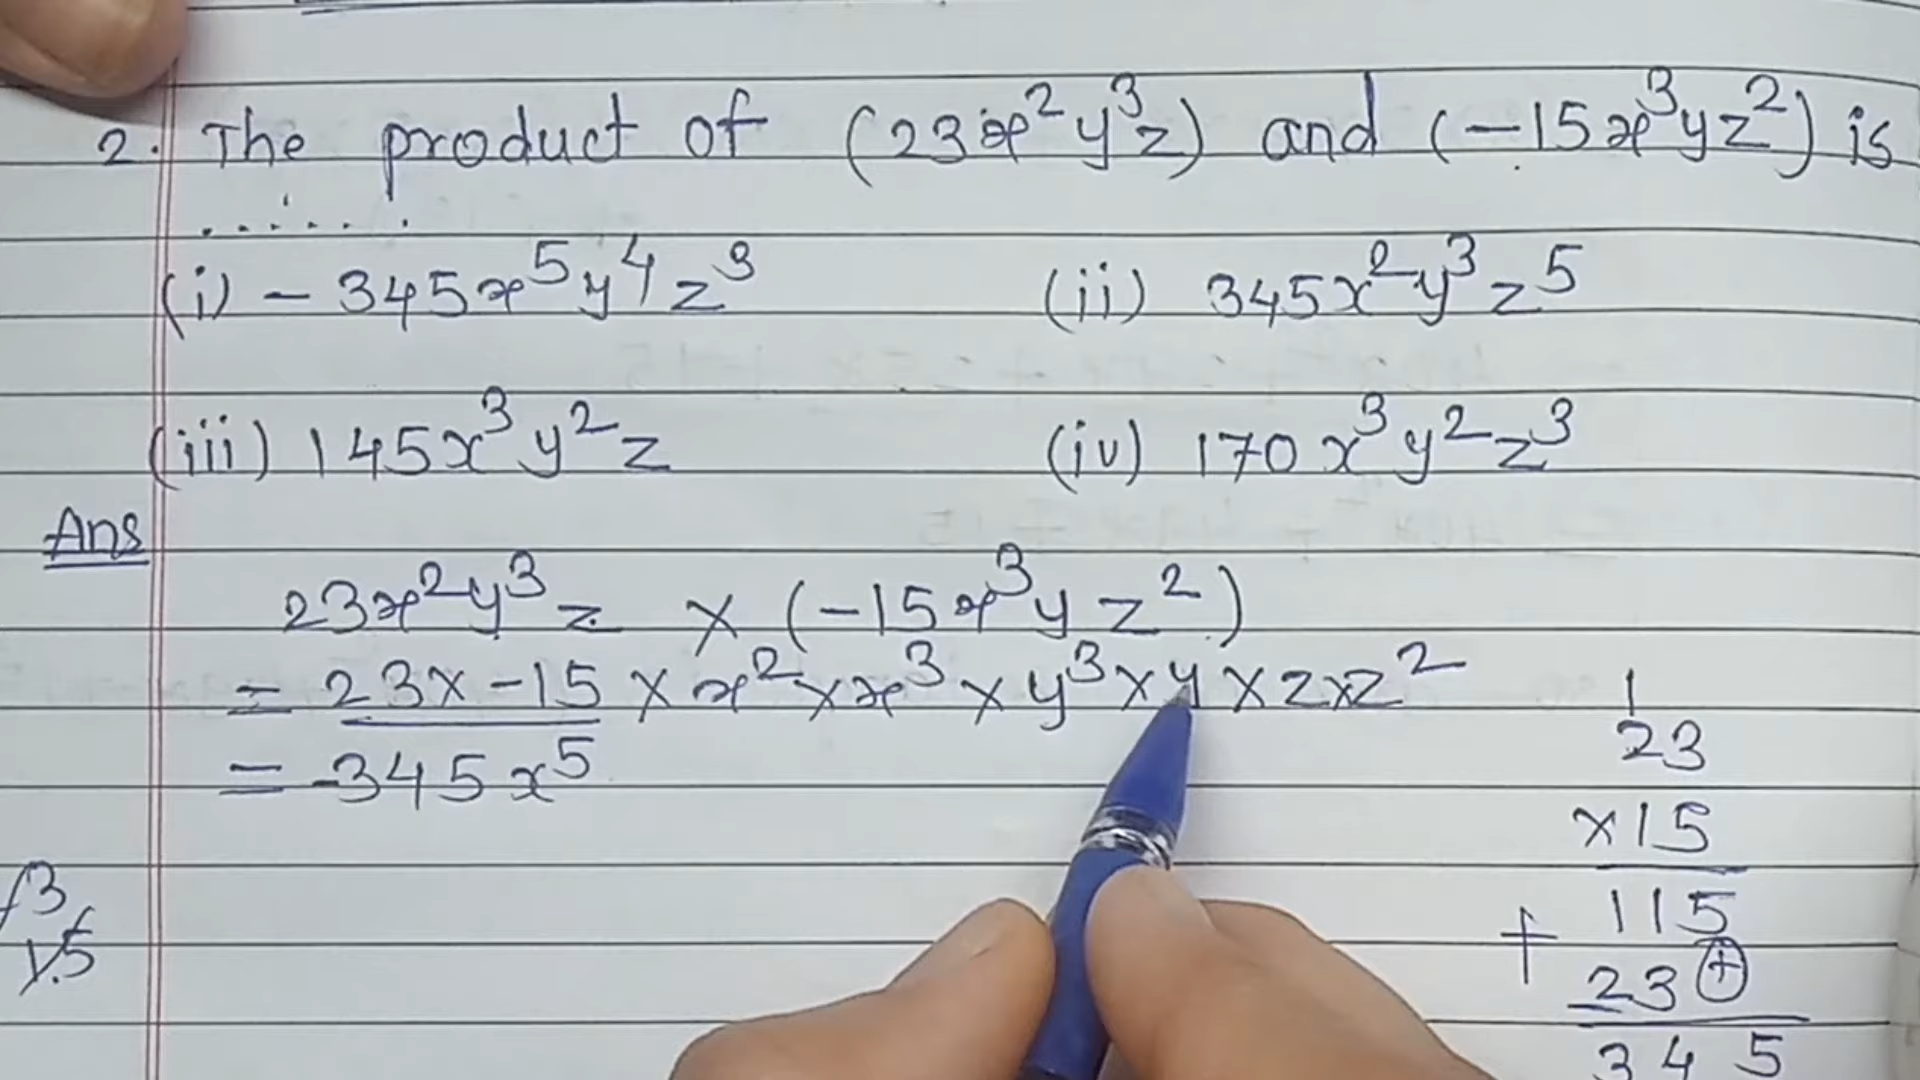 2. The product of (23x²y³z) and (-15x³yz²) is
.......
(i) -345x⁵y⁴z³ (ii) 345x²y³z⁵
(iii) 145x³y²z (iv) 170x³y²z³
Ans
23x²y³z × (-15x³yz²)
= 23×-15 × x²×x³ × y³×y × z×z²
= -345x⁵
1
23
×15
115
+ 23⊕
345